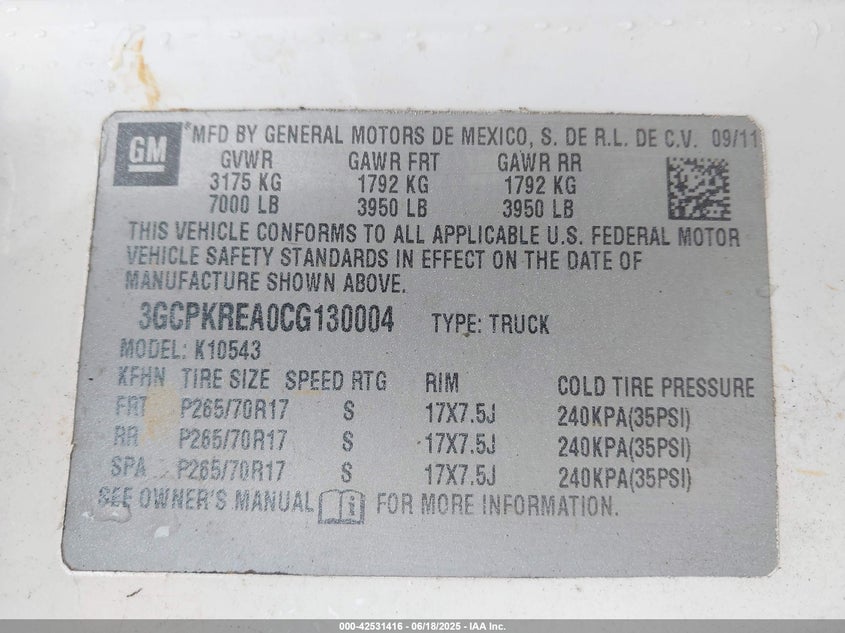 GM
*MFD BY GENERAL MOTORS DE MEXICO, S. DE R.L. DE C.V. 09/11
GVWR GAWR FRT GAWR RR
3175 KG 1792 KG 1792 KG
7000 LB 3950 LB 3950 LB
THIS VEHICLE CONFORMS TO ALL APPLICABLE U.S. FEDERAL MOTOR
VEHICLE SAFETY STANDARDS IN EFFECT ON THE DATE OF
MANUFACTURE SHOWN ABOVE.
3GCPKREA0CG130004 TYPE: TRUCK
MODEL: K10543
XFHN TIRE SIZE SPEED RTG RIM COLD TIRE PRESSURE
FRT P265/70R17 S 17X7.5J 240KPA(35PSI)
RR P265/70R17 S 17X7.5J 240KPA(35PSI)
SPA P265/70R17 S 17X7.5J 240KPA(35PSI)
SEE OWNER'S MANUAL FOR MORE INFORMATION.
000-42531416 | 06/18/2025 - IAA Inc.